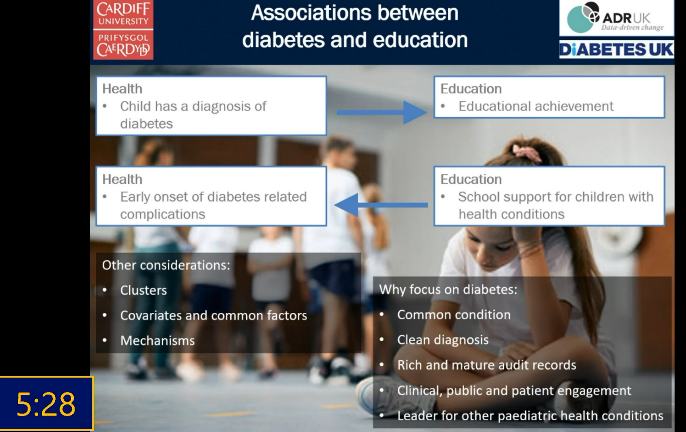 CARDIFF
UNIVERSITY
PRIFYSGOL
CAERDYDD
Associations between
diabetes and education
ADR UK
Data-driven change
DiABETES UK
Health
• Child has a diagnosis of
diabetes
Education
• Educational achievement
Health
• Early onset of diabetes related
complications
Education
• School support for children with
health conditions
Other considerations:
• Clusters
• Covariates and common factors
• Mechanisms
Why focus on diabetes:
• Common condition
• Clean diagnosis
• Rich and mature audit records
• Clinical, public and patient engagement
• Leader for other paediatric health conditions
5:28